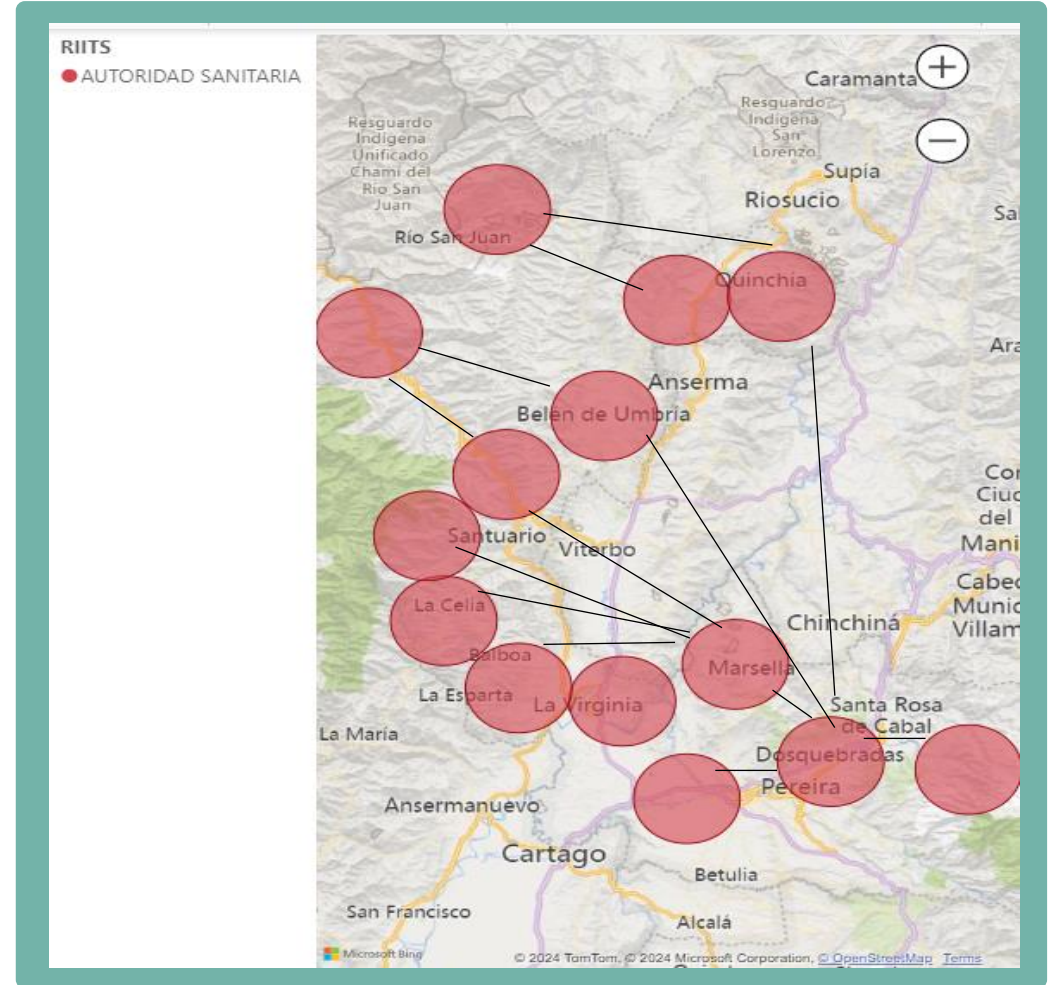 RIITS
AUTORIDAD SANITARIA
Caramanta
Resguardo
Indígena
San
Lorenzo
Resguardo
Indígena
Unificado
Chamí del
Río San
Juan
Supía
Riosucio
Río San Juan
Quinchia
Anserma
Belén de Umbría
Santuario
Viterbo
La Celia
Chinchiná
Balboa
Marsella
La Esparta
La Virginia
Santa Rosa
de Cabal
La María
Dosquebradas
Pereira
Ansermanuevo
Cartago
Betulia
San Francisco
Alcalá
Microsoft Bing
© 2024 TomTom, © 2024 Microsoft Corporation, © OpenStreetMap Terms